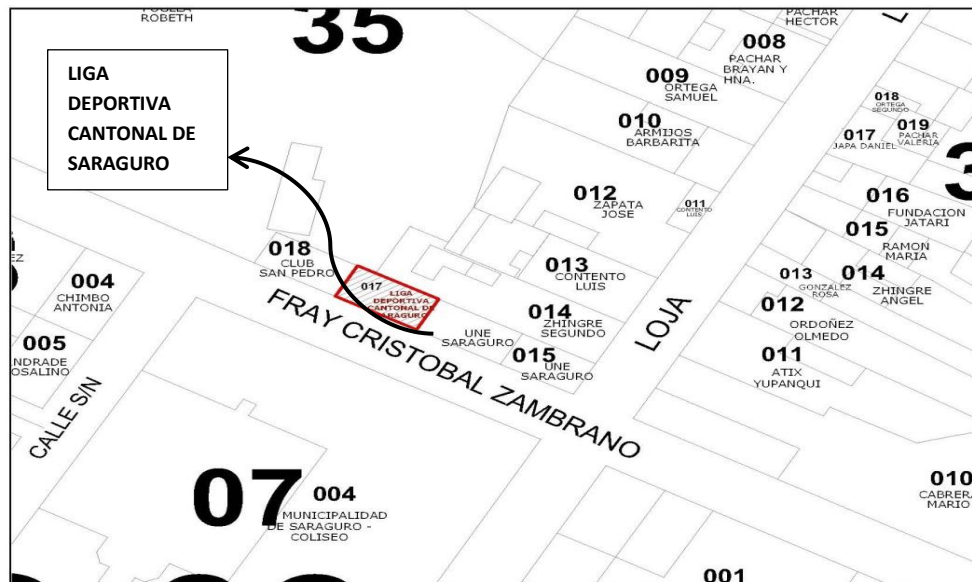 ROBETH
35
LIGA
DEPORTIVA
CANTONAL DE
SARAGURO
PACHAR
HECTOR
008
PACHAR
BRAYAN Y
HNA.
009
ORTEGA
SAMUEL
010
ARMIJOS
BARBARITA
018
ORTEGA
SEGUNDO
017
JAPA DANIEL
019
PACHAR
VALERIA
012
ZAPATA
JOSE
011
CONTENTO
LUIS
016
FUNDACION
JATARI
015
RAMON
MARIA
018
CLUB
SAN PEDRO
017
LIGA
DEPORTIVA
CANTONAL DE
SARAGURO
013
CONTENTO
LUIS
013
GONZALEZ
ROSA
014
ZHINGRE
ANGEL
004
CHIMBO
ANTONIA
012
ORDOÑEZ
OLMEDO
014
ZHINGRE
SEGUNDO
UNE
SARAGURO
015
UNE
SARAGURO
011
ATIX
YUPANQUI
005
NDRADE
OSALINO
FRAY CRISTOBAL ZAMBRANO
LOJA
CALLE S/N
07
004
MUNICIPALIDAD
DE SARAGURO -
COLISEO
010
CABRERA
MARIO
001